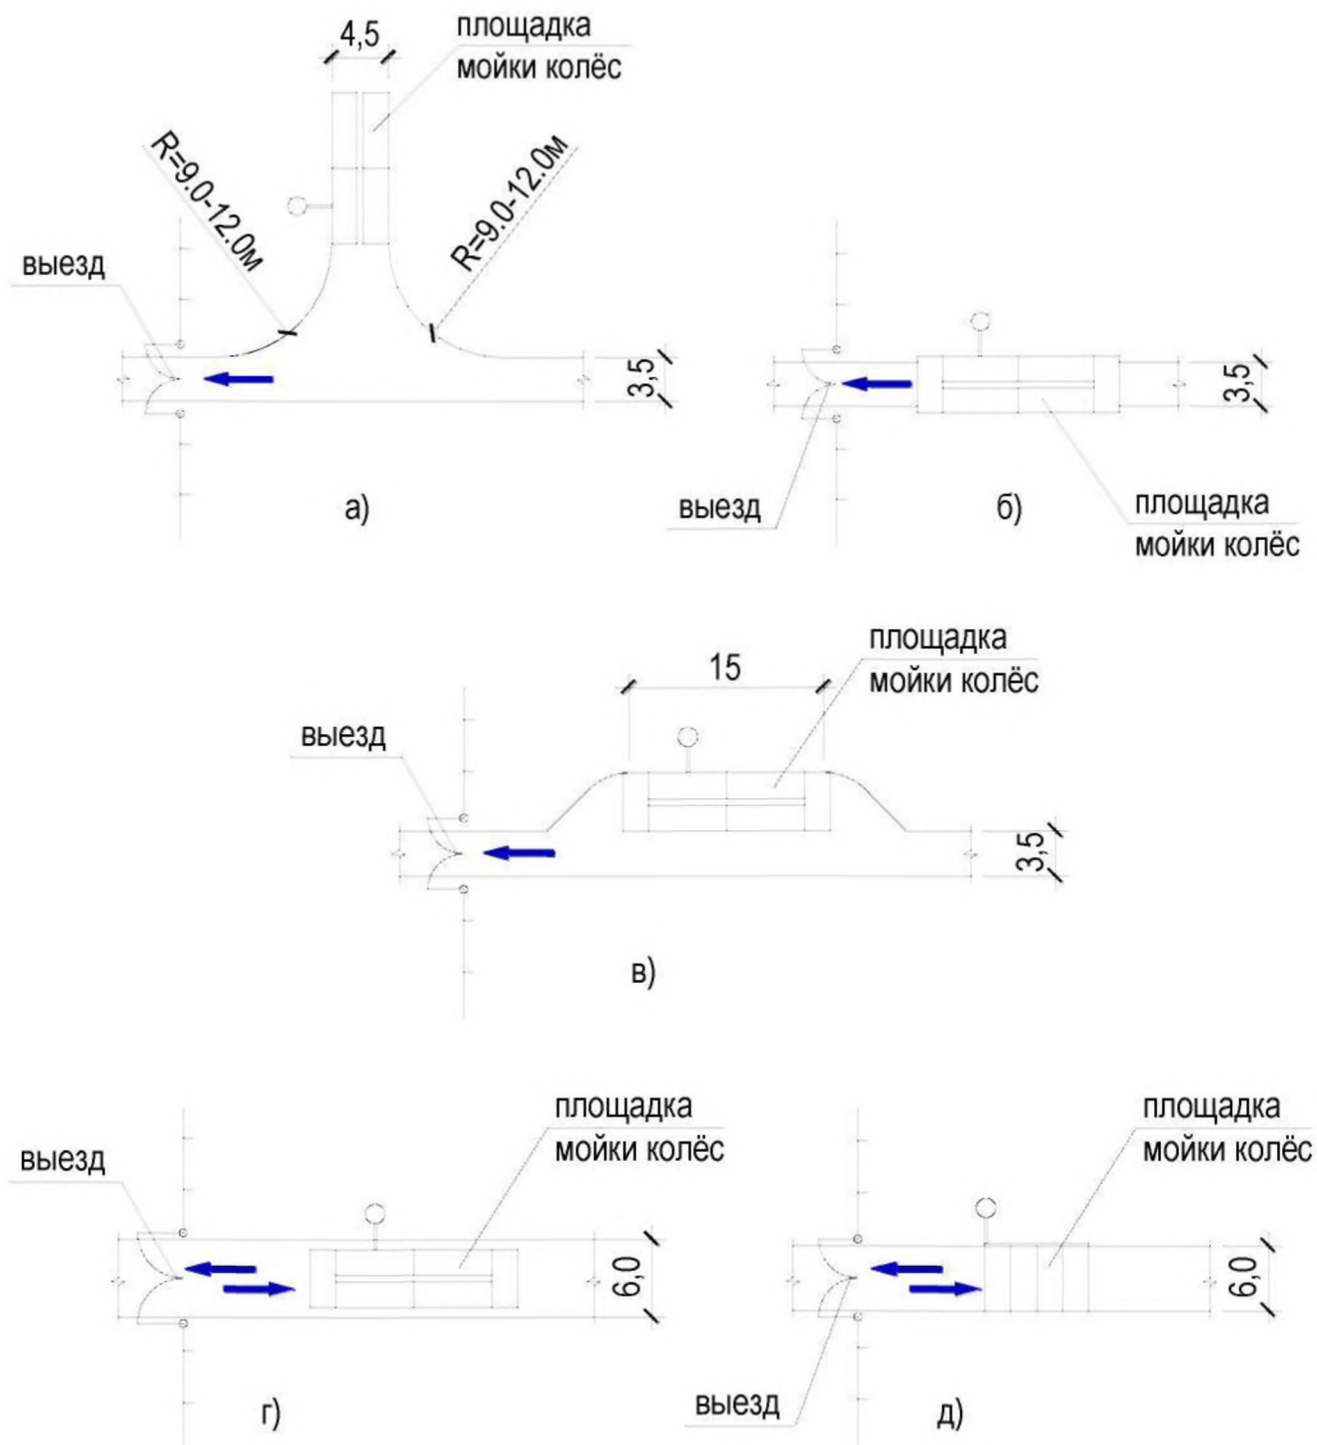 4,5
площадка
мойки колёс
R=9.0-12.0м
R=9.0-12.0м
выезд
3,5
а)
3,5
выезд
площадка
мойки колёс
б)
площадка
мойки колёс
15
выезд
3,5
в)
площадка
мойки колёс
выезд
6,0
г)
площадка
мойки колёс
6,0
выезд
д)